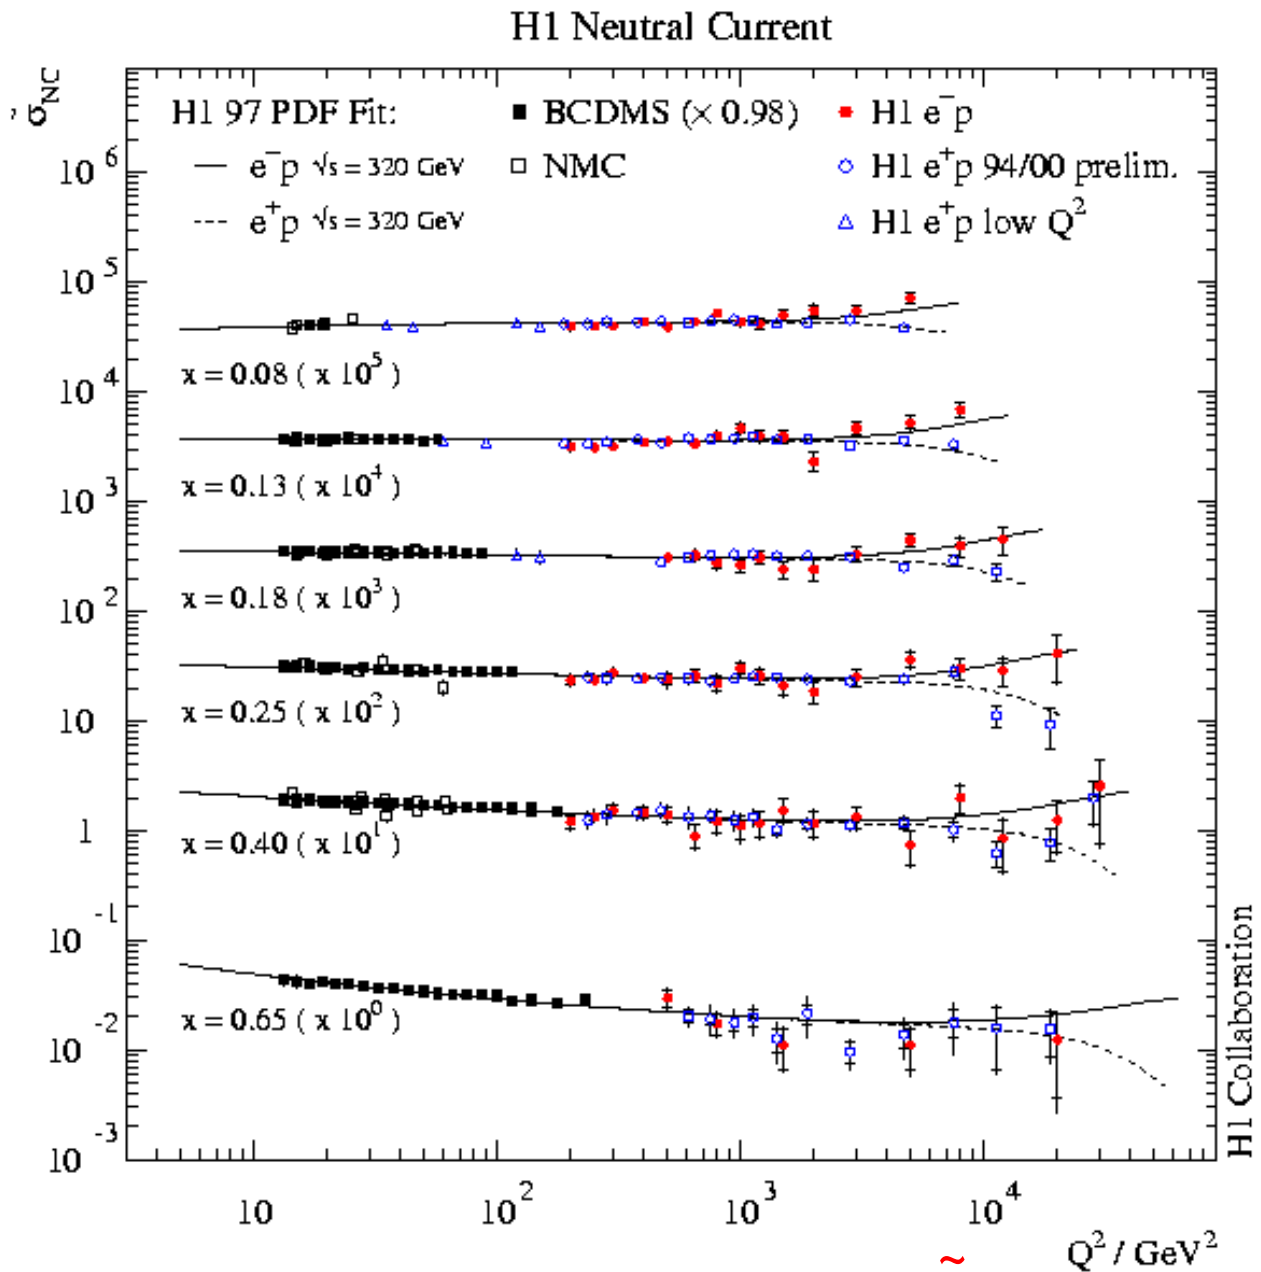 H1 Neutral Current
σ̃NC
H1 97 PDF Fit:
e⁻p √s = 320 GeV
e⁺p √s = 320 GeV
BCDMS (× 0.98)
NMC
H1 e⁻p
H1 e⁺p 94/00 prelim.
H1 e⁺p low Q²
10⁶
10⁵
10⁴
10³
10²
10
1
10⁻¹
10⁻²
10⁻³
x = 0.08 ( x 10⁵ )
x = 0.13 ( x 10⁴ )
x = 0.18 ( x 10³ )
x = 0.25 ( x 10² )
x = 0.40 ( x 10¹ )
x = 0.65 ( x 10⁰ )
H1 Collaboration
10 10² 10³ 10⁴
Q² / GeV²
~